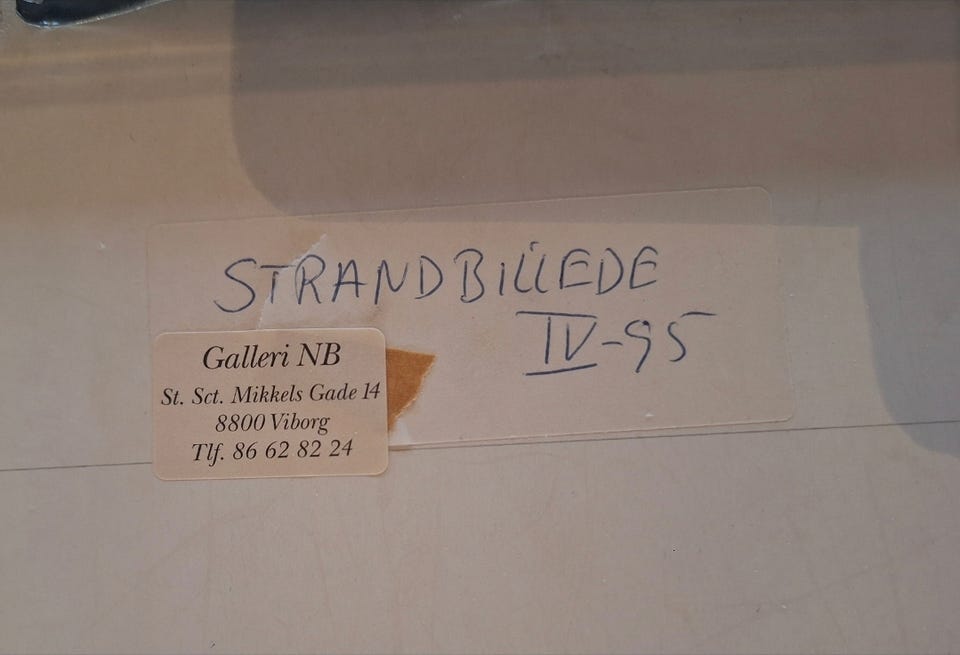 STRANDBILLEDE
IV-95
Galleri NB
St. Sct. Mikkels Gade 14
8800 Viborg
Tlf. 86 62 82 24